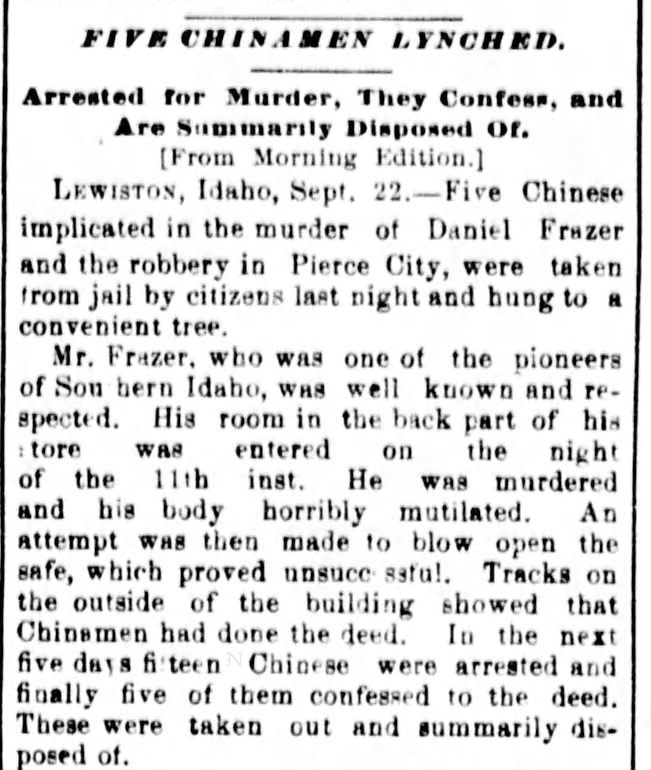 FIVE CHINAMEN LYNCHED.
Arrested for Murder, They Confess, and
Are Summarily Disposed Of.
[From Morning Edition.]
LEWISTON, Idaho, Sept. 22.—Five Chinese
implicated in the murder of Daniel Frazer
and the robbery in Pierce City, were taken
from jail by citizens last night and hung to a
convenient tree.
Mr. Frazer, who was one of the pioneers
of Sou hern Idaho, was well known and re-
spected. His room in the back part of his
:tore was entered on the night
of the 11th inst. He was murdered
and his body horribly mutilated. An
attempt was then made to blow open the
safe, which proved unsucc ssful. Tracks on
the outside of the building showed that
Chinamen had done the deed. In the next
five days fifteen Chinese were arrested and
finally five of them confessed to the deed.
These were taken out and summarily dis-
posed of.